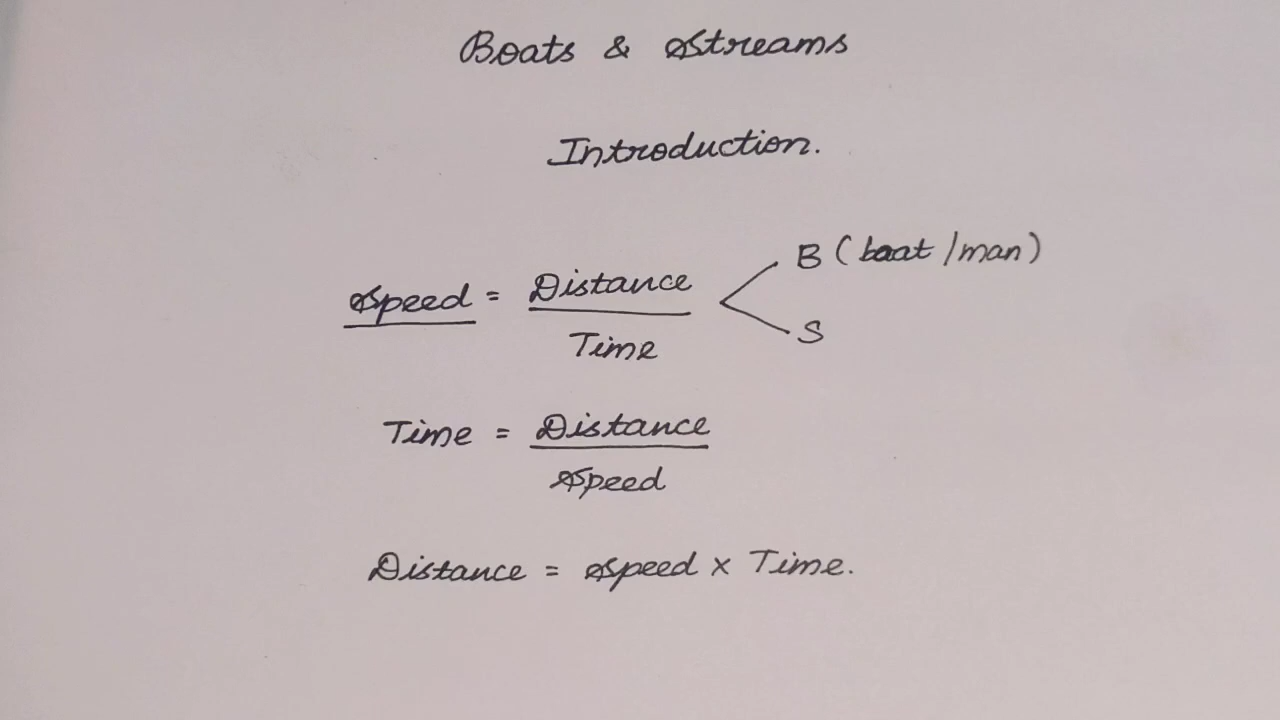 Boats & Streams
Introduction.
Speed = Distance / Time
B (boat/man)
S
Time = Distance / Speed
Distance = Speed x Time.